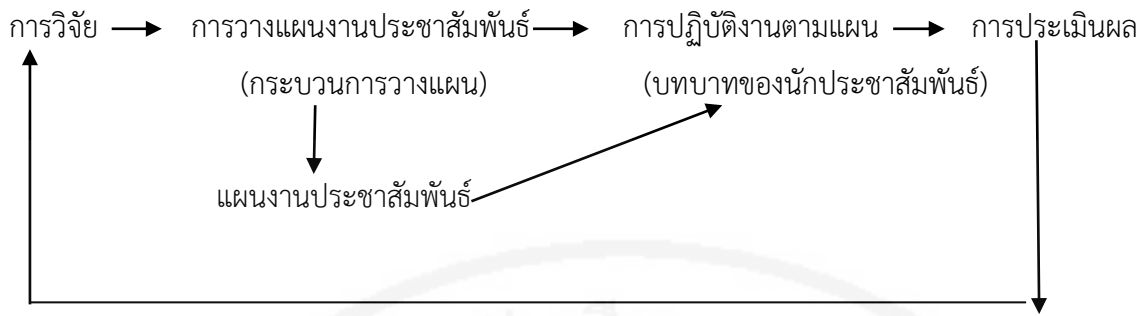 การวิจัย การวางแผนงานประชาสัมพันธ์ การปฏิบัติงานตามแผน การประเมินผล
(กระบวนการวางแผน) (บทบาทของนักประชาสัมพันธ์)
แผนงานประชาสัมพันธ์